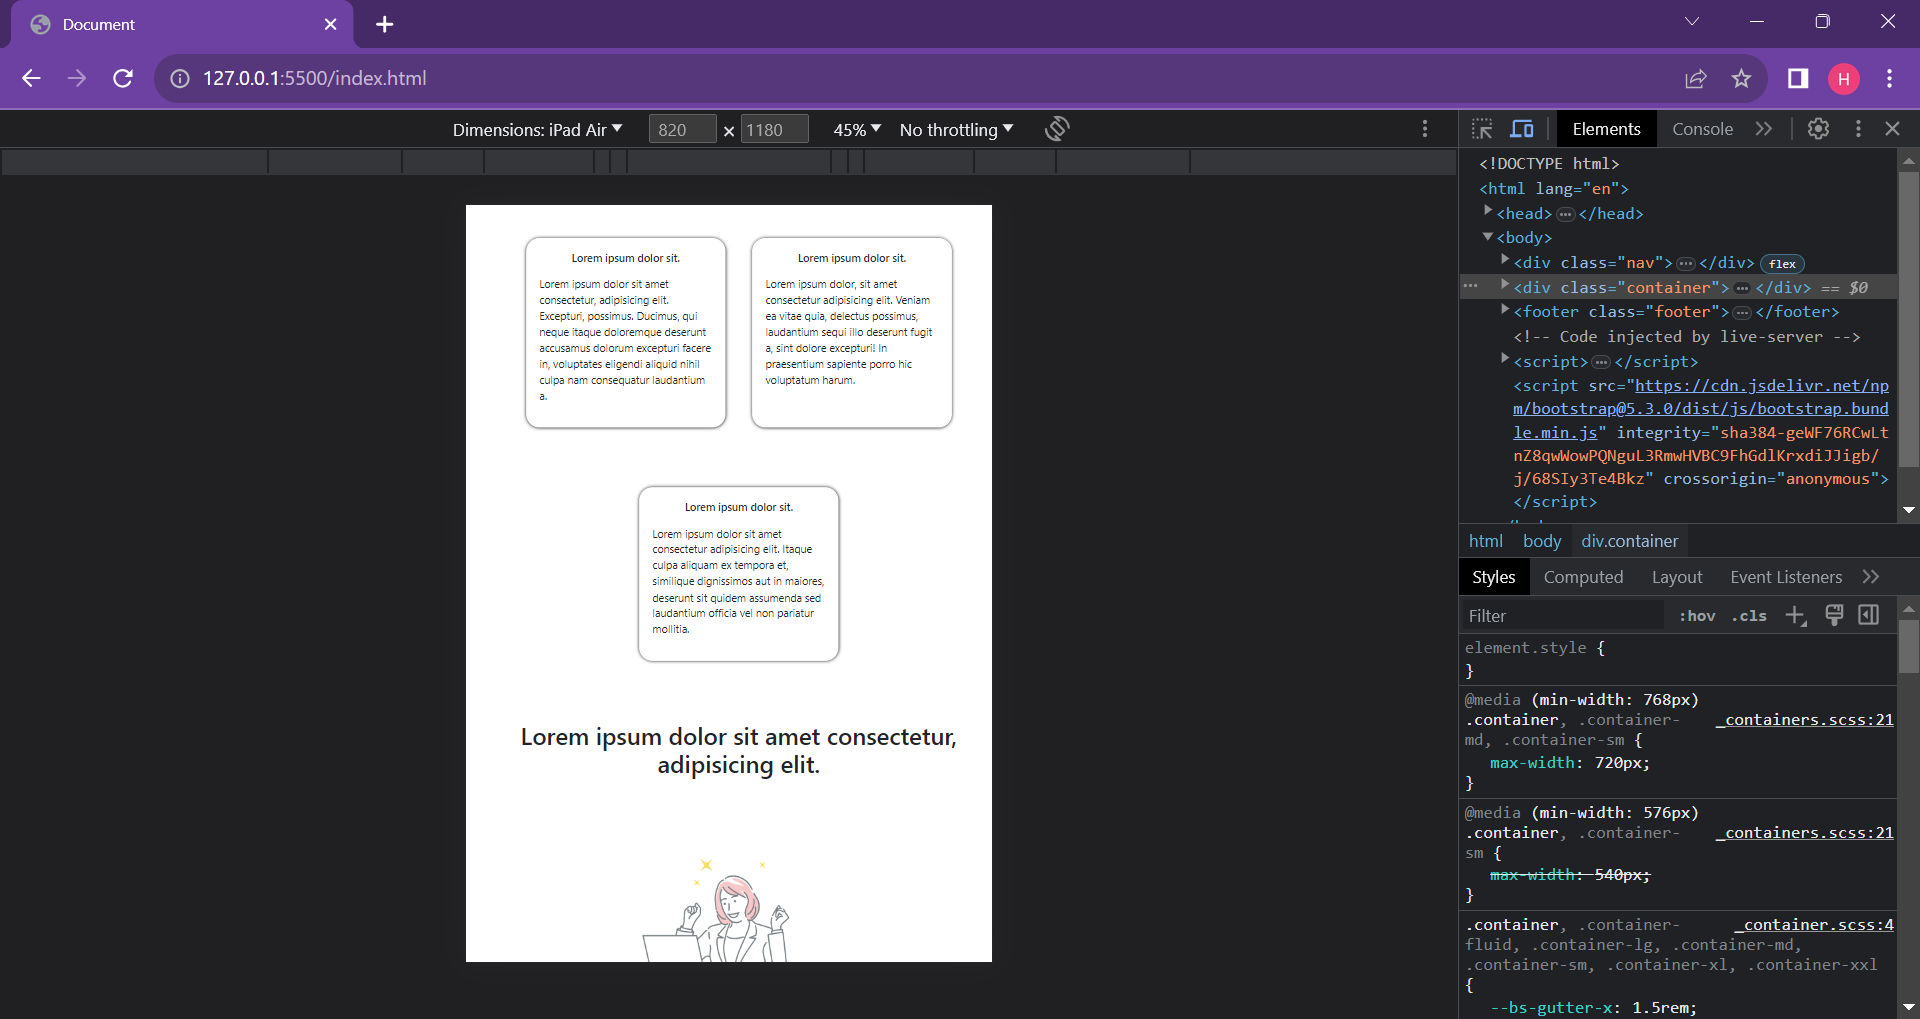 Document
127.0.0.1:5500/index.html
H
Dimensions: iPad Air
820 × 1180
45%
No throttling
Elements
Console
<!DOCTYPE html>
<html lang="en">
<head>
</head>
<body>
<div class="nav">
</div>
flex
<div class="container">
</div> == $0
<footer class="footer">
</footer>
<!-- Code injected by live-server -->
<script>
</script>
<script src="https://cdn.jsdelivr.net/np
m/bootstrap@5.3.0/dist/js/bootstrap.bund
le.min.js" integrity="sha384-geWF76RCwLt
nZ8qwWowPQNguL3RmwHVBC9FhGdlKrxdiJJigb/
j/68SIy3Te4Bkz" crossorigin="anonymous">
</script>
html
body
div.container
Styles
Computed
Layout
Event Listeners
Filter
:hov
.cls
element.style {
}
@media (min-width: 768px)
.container, .container-
_containers.scss:21
md, .container-sm {
max-width: 720px;
}
@media (min-width: 576px)
.container, .container-
_containers.scss:21
sm {
max-width: 540px;
}
.container, .container-
_container.scss:4
fluid, .container-lg, .container-md,
.container-sm, .container-xl, .container-xxl
{
--bs-gutter-x: 1.5rem;
Lorem ipsum dolor sit.
Lorem ipsum dolor sit amet
consectetur, adipisicing elit.
Excepturi, possimus. Ducimus, qui
neque itaque doloremque deserunt
accusamus dolorum excepturi facere
in, voluptates eligendi aliquid nihil
culpa nam consequatur laudantium
a.
Lorem ipsum dolor sit.
Lorem ipsum dolor, sit amet
consectetur adipisicing elit. Veniam
ea vitae quia, delectus possimus,
laudantium sequi illo deserunt fugit
a, sint dolore excepturi! In
praesentium sapiente porro hic
voluptatum harum.
Lorem ipsum dolor sit.
Lorem ipsum dolor sit amet
consectetur adipisicing elit. Itaque
culpa aliquam ex tempora et,
similique dignissimos aut in maiores,
deserunt sit quidem assumenda sed
laudantium officia vel non pariatur
mollitia.
Lorem ipsum dolor sit amet consectetur,
adipisicing elit.